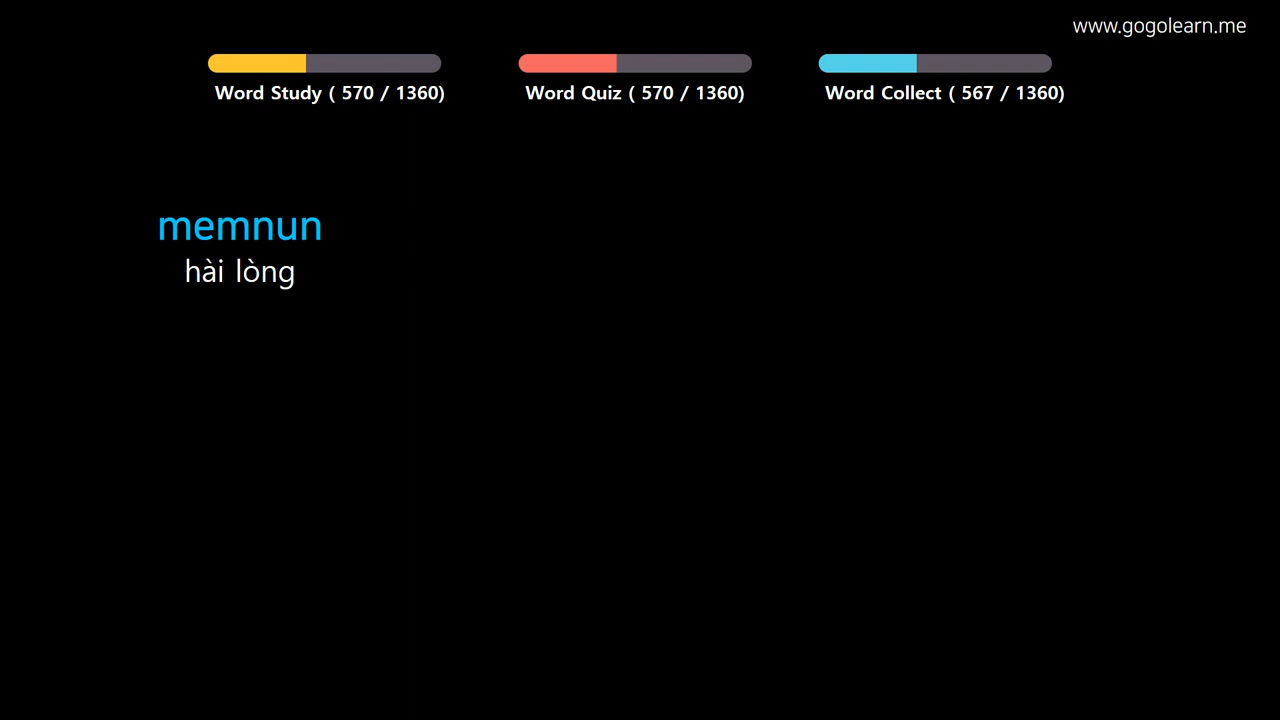 www.gogolearn.me
Word Study ( 570 / 1360)
Word Quiz ( 570 / 1360)
Word Collect ( 567 / 1360)
memnun
hài lòng